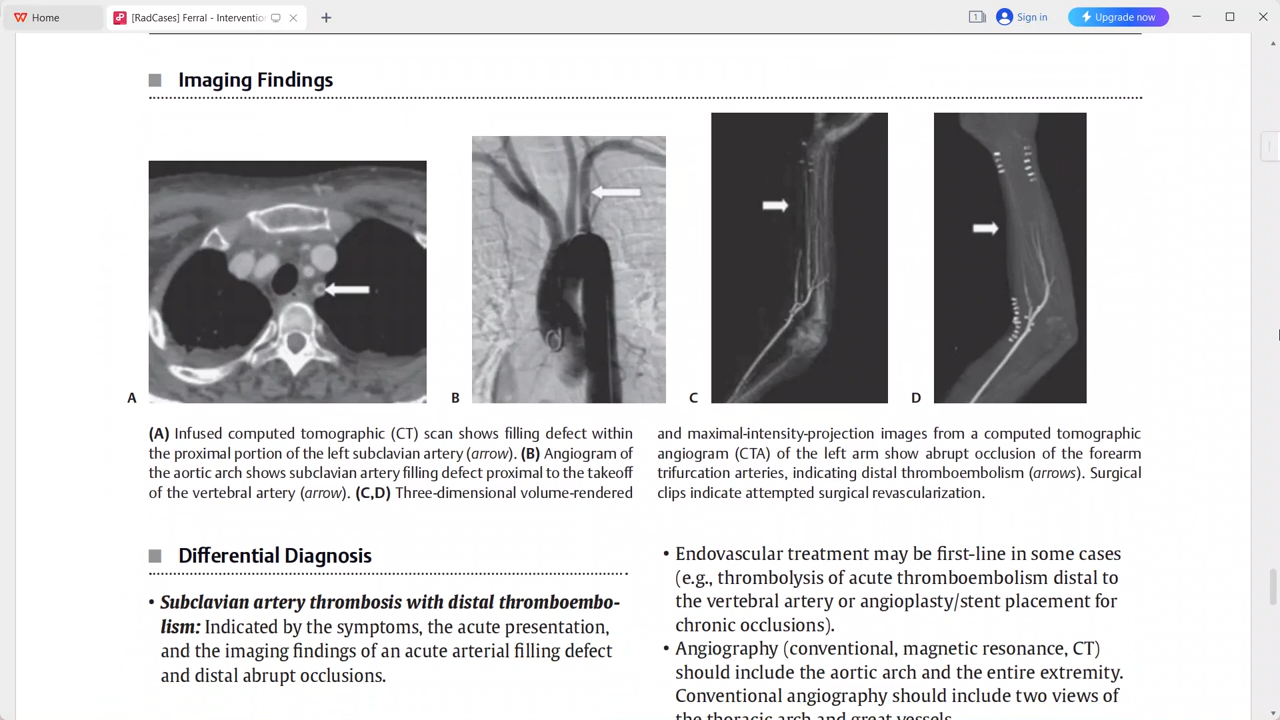 Home
[RadCases] Ferral - Interventio
1
Sign in
Upgrade now
Imaging Findings
A
B
C
D
(A) Infused computed tomographic (CT) scan shows filling defect within
the proximal portion of the left subclavian artery (arrow). (B) Angiogram of
the aortic arch shows subclavian artery filling defect proximal to the takeoff
of the vertebral artery (arrow). (C,D) Three-dimensional volume-rendered
and maximal-intensity-projection images from a computed tomographic
angiogram (CTA) of the left arm show abrupt occlusion of the forearm
trifurcation arteries, indicating distal thromboembolism (arrows). Surgical
clips indicate attempted surgical revascularization.
Differential Diagnosis
• Subclavian artery thrombosis with distal thromboembo-
lism: Indicated by the symptoms, the acute presentation,
and the imaging findings of an acute arterial filling defect
and distal abrupt occlusions.
• Endovascular treatment may be first-line in some cases
(e.g., thrombolysis of acute thromboembolism distal to
the vertebral artery or angioplasty/stent placement for
chronic occlusions).
• Angiography (conventional, magnetic resonance, CT)
should include the aortic arch and the entire extremity.
Conventional angiography should include two views of
the thoracic arch and great vessels.